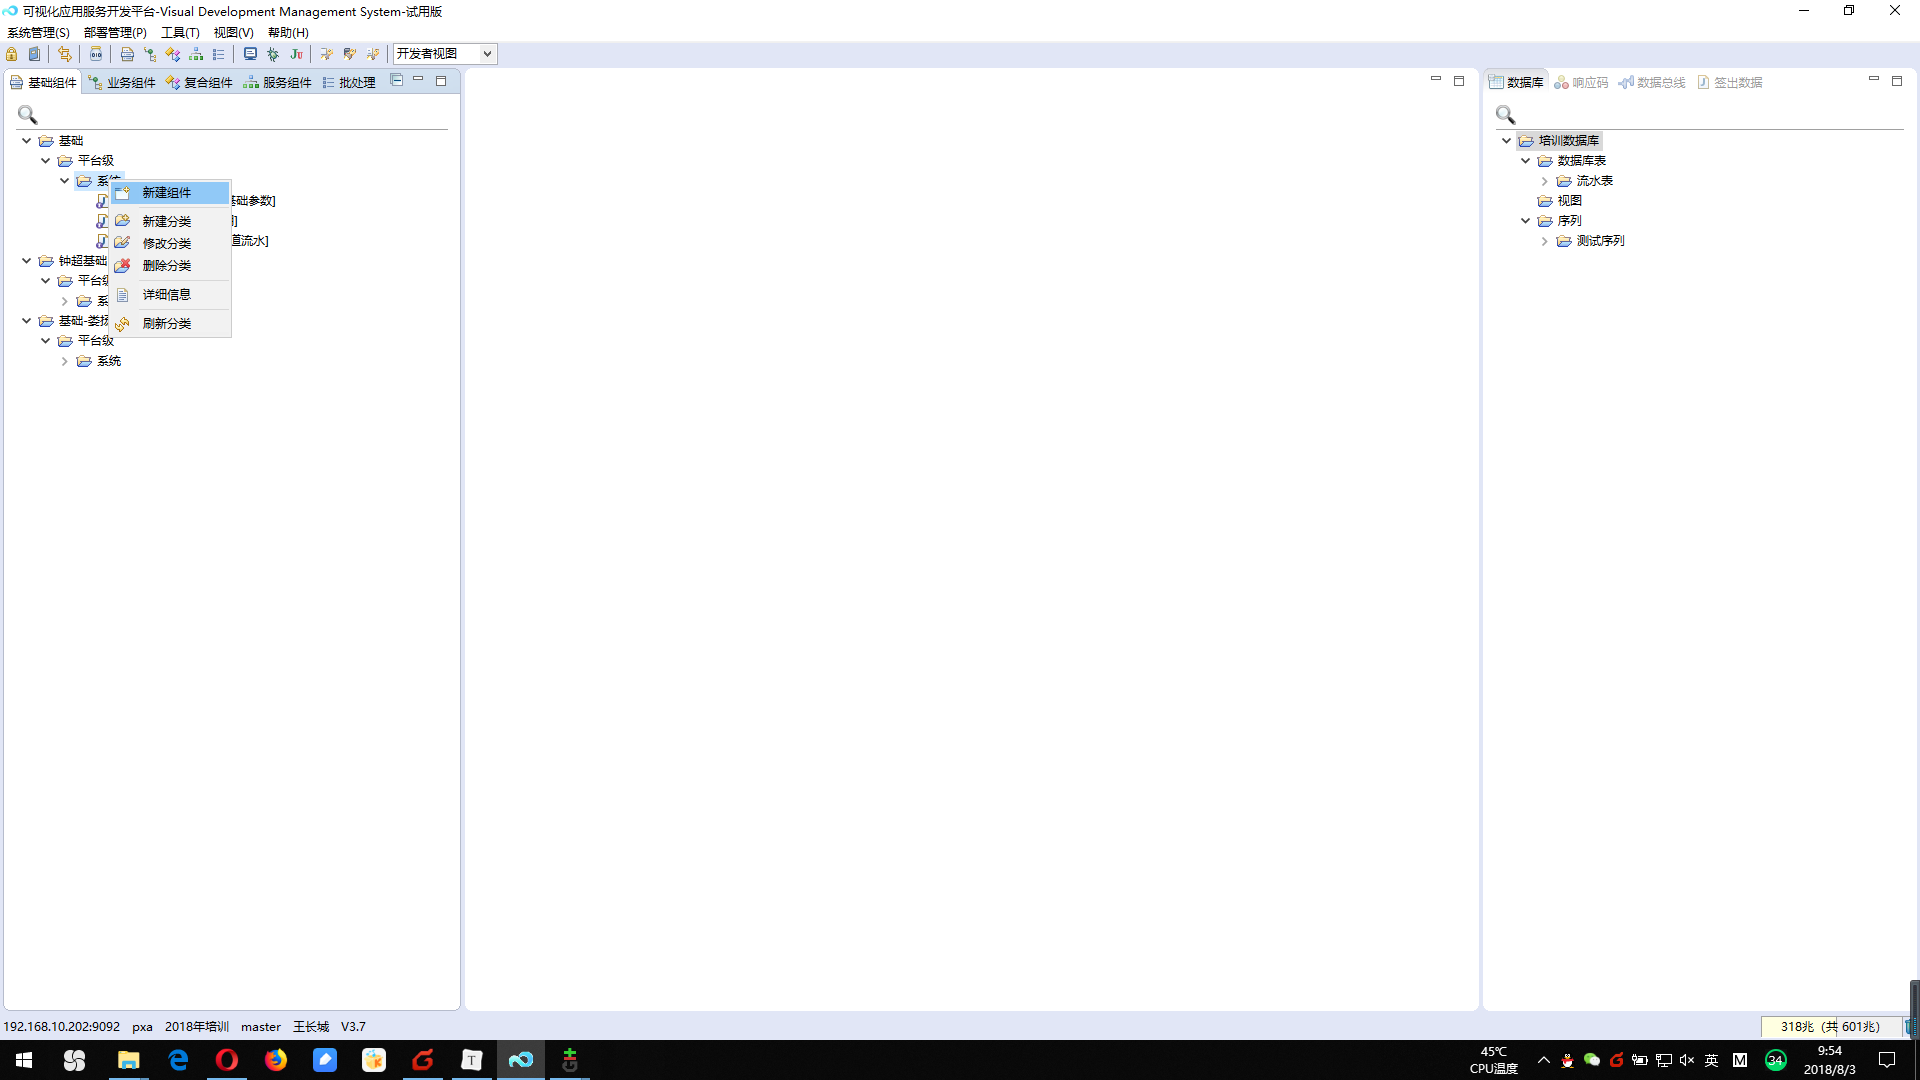 可视化应用服务开发平台-Visual Development Management System-试用版
系统管理(S) 部署管理(P) 工具(T) 视图(V) 帮助(H)
010 Ju 开发者视图
基础组件 业务组件 复合组件 服务组件 批处理
基础
平台级
系统
基础参数]
道流水]
新建组件
新建分类
修改分类
删除分类
详细信息
刷新分类
钟超基础
平台级
基础-娄扬
平台级
系统
数据库 响应码 数据总线 签出数据
培训数据库
数据库表
流水表
视图
序列
测试序列
192.168.10.202:9092 pxa 2018年培训 master 王长城 V3.7
318兆 (共 601兆)
T
45℃
CPU温度
英 M 34
9:54
2018/8/3